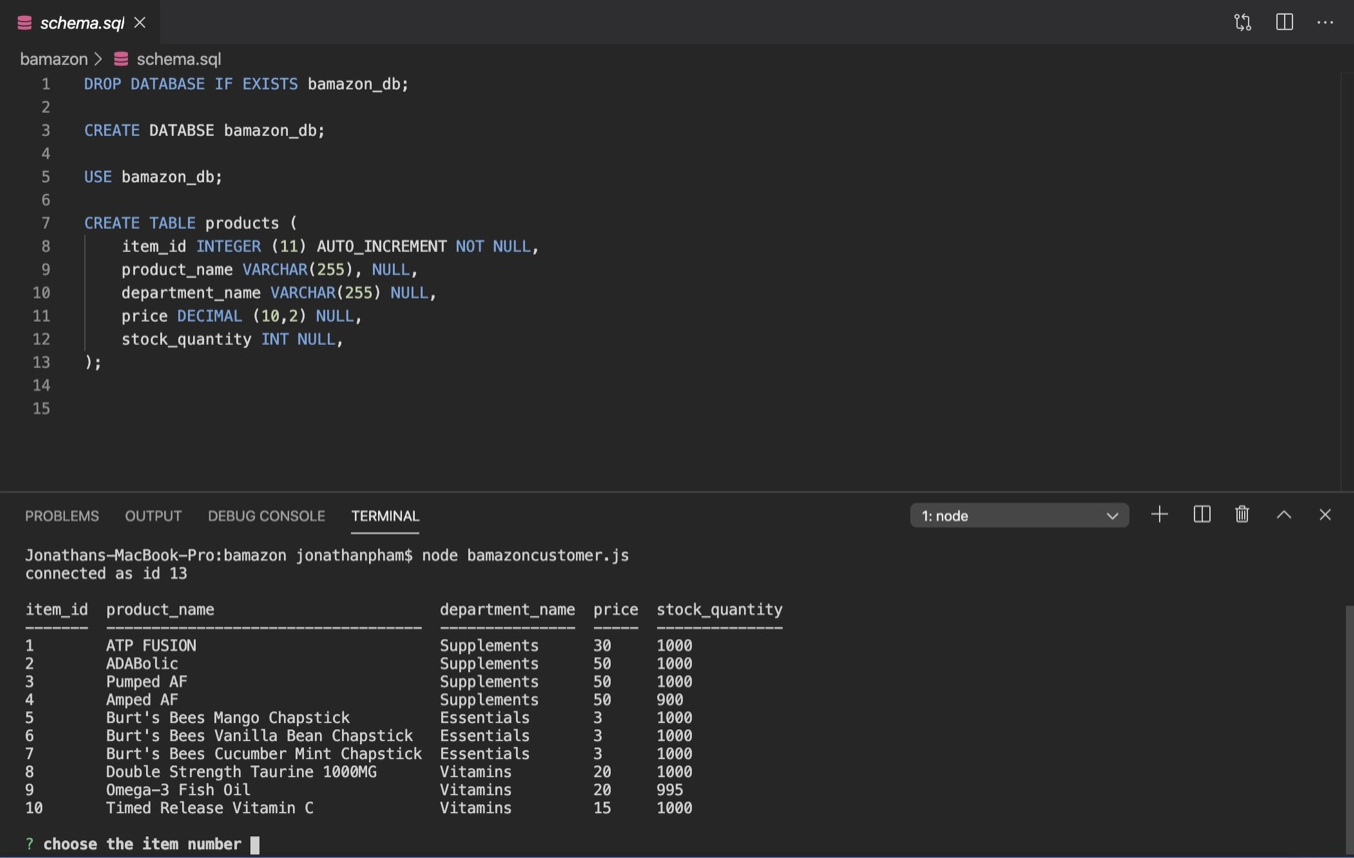 schema.sql
bamazon > schema.sql
1 DROP DATABASE IF EXISTS bamazon_db;
2
3 CREATE DATABSE bamazon_db;
4
5 USE bamazon_db;
6
7 CREATE TABLE products (
8 item_id INTEGER (11) AUTO_INCREMENT NOT NULL,
9 product_name VARCHAR(255), NULL,
10 department_name VARCHAR(255) NULL,
11 price DECIMAL (10,2) NULL,
12 stock_quantity INT NULL,
13 );
14
15
PROBLEMS OUTPUT DEBUG CONSOLE TERMINAL 1: node
Jonathans-MacBook-Pro:bamazon jonathanpham$ node bamazoncustomer.js
connected as id 13
item_id product_name department_name price stock_quantity
------- ----------------------------------- --------------- ----- --------------
1 ATP FUSION Supplements 30 1000
2 ADABolic Supplements 50 1000
3 Pumped AF Supplements 50 1000
4 Amped AF Supplements 50 900
5 Burt's Bees Mango Chapstick Essentials 3 1000
6 Burt's Bees Vanilla Bean Chapstick Essentials 3 1000
7 Burt's Bees Cucumber Mint Chapstick Essentials 3 1000
8 Double Strength Taurine 1000MG Vitamins 20 1000
9 Omega-3 Fish Oil Vitamins 20 995
10 Timed Release Vitamin C Vitamins 15 1000
? choose the item number